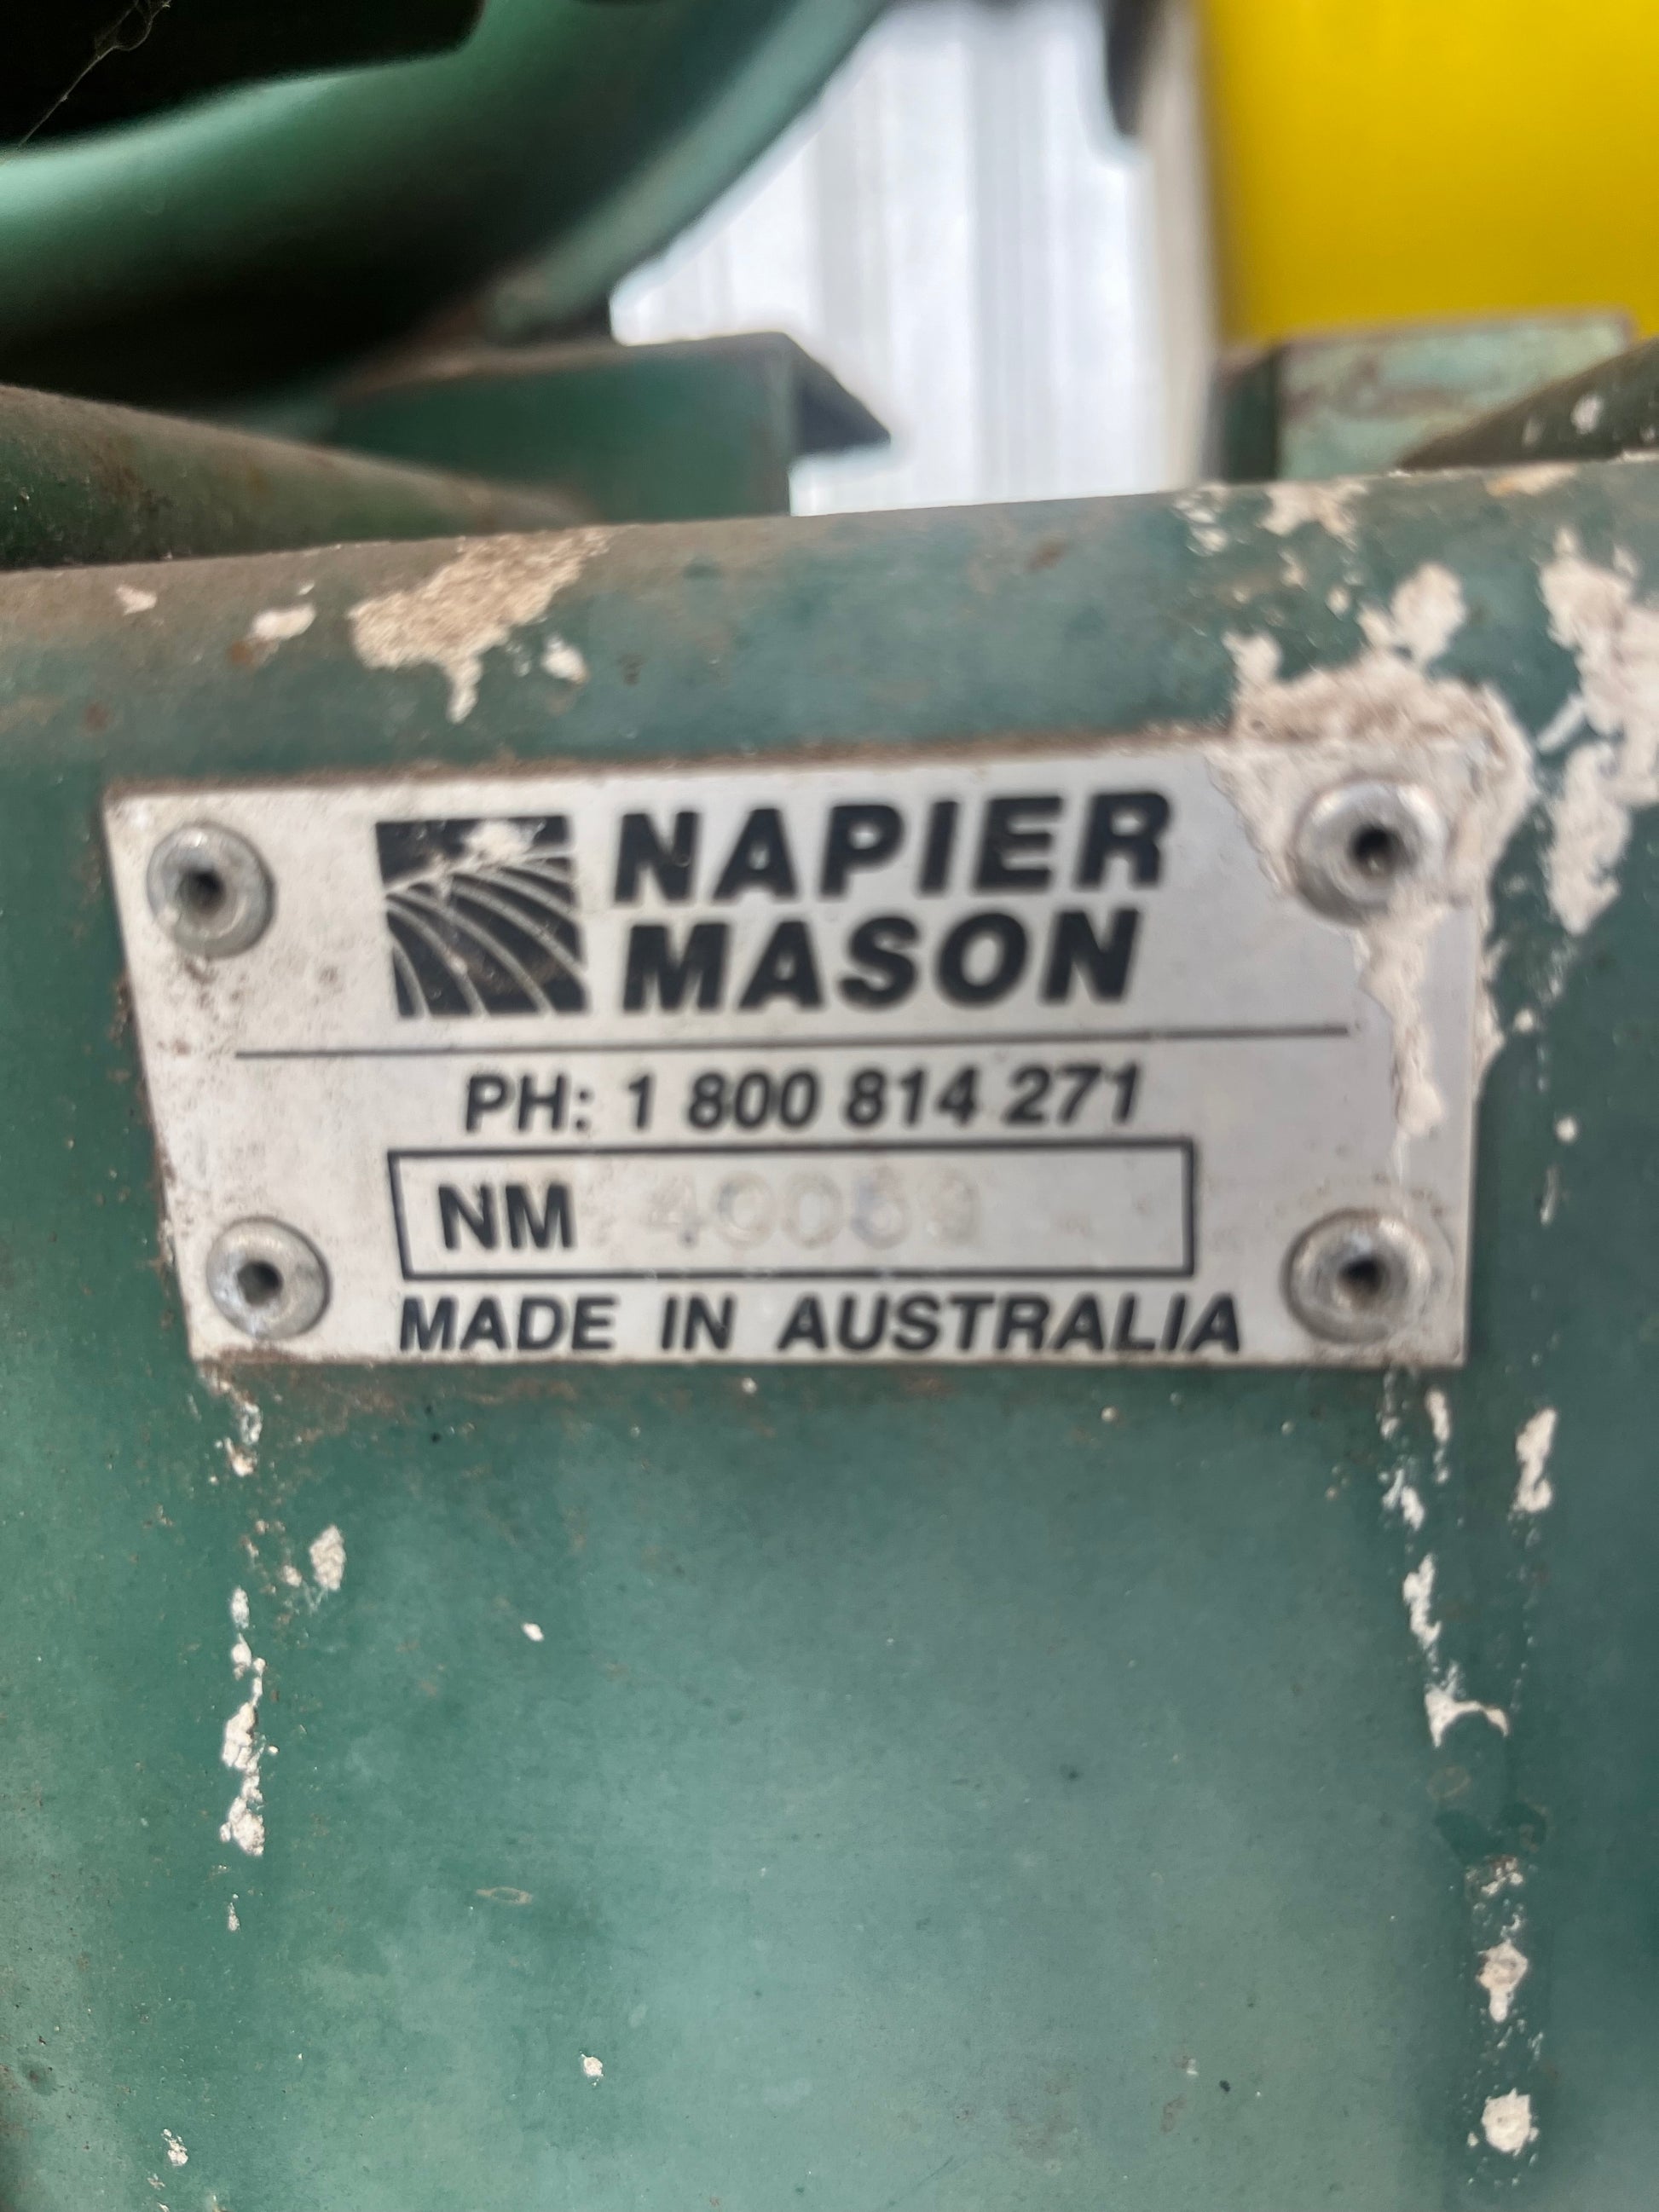 NAPIER
MASON
PH: 1 800 814 271
NM
MADE IN AUSTRALIA